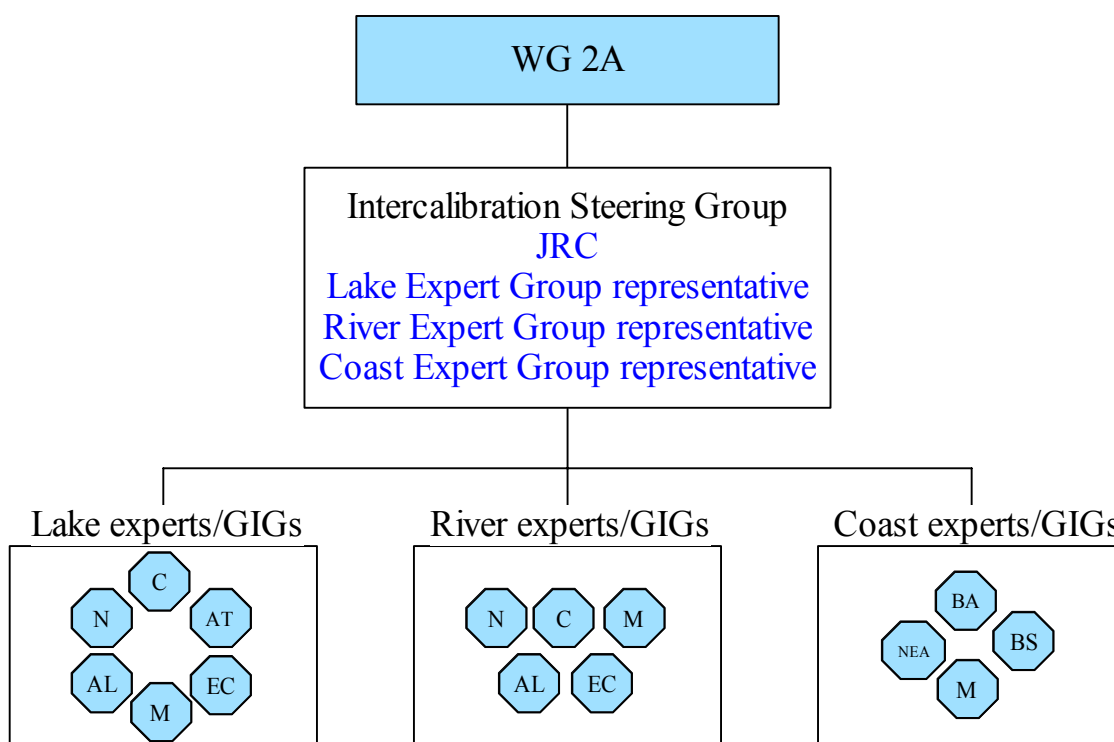 WG 2A
Intercalibration Steering Group
JRC
Lake Expert Group representative
River Expert Group representative
Coast Expert Group representative
Lake experts/GIGs
C
N
AT
AL
EC
M
River experts/GIGs
N C M
AL EC
Coast experts/GIGs
BA
NEA
BS
M